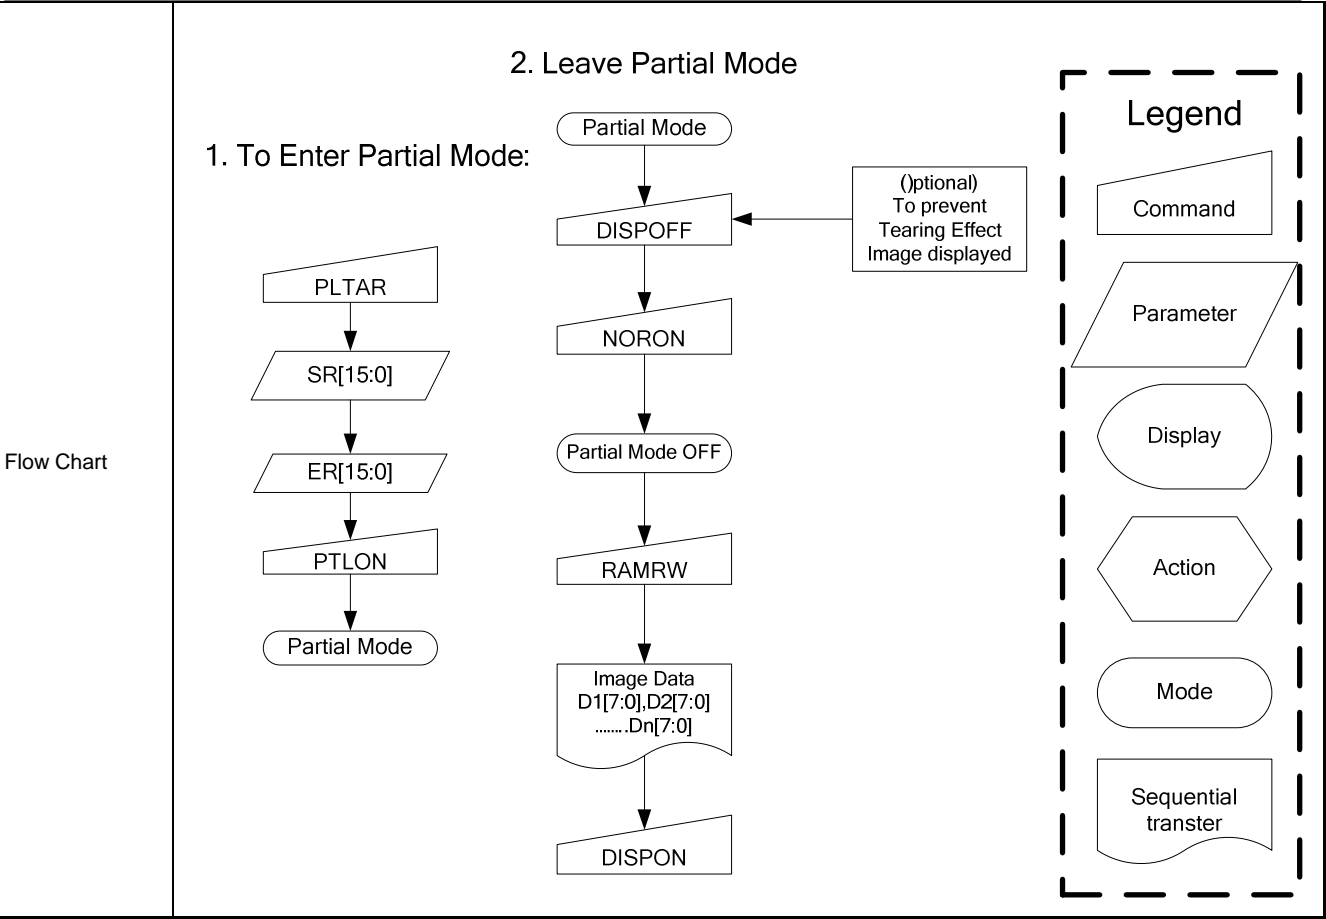 Flow Chart
1. To Enter Partial Mode:
PLTAR
SR[15:0]
ER[15:0]
PTLON
Partial Mode
2. Leave Partial Mode
Partial Mode
DISPOFF
()ptional)
To prevent
Tearing Effect
Image displayed
NORON
Partial Mode OFF
RAMRW
Image Data
D1[7:0],D2[7:0]
........Dn[7:0]
DISPON
Legend
Command
Parameter
Display
Action
Mode
Sequential
transter